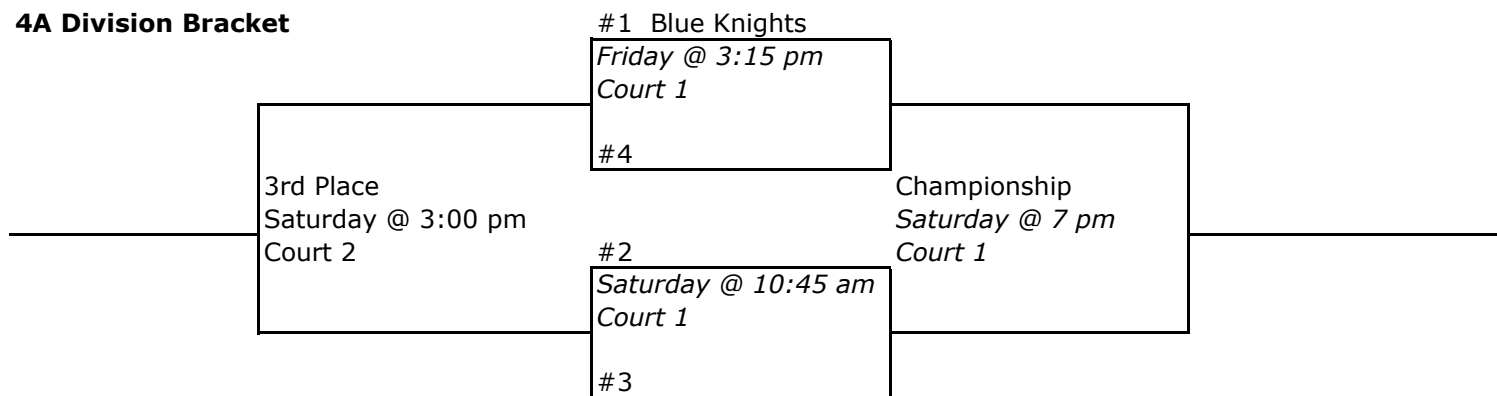 4A Division Bracket
#1 Blue Knights
Friday @ 3:15 pm
Court 1
#4
3rd Place
Saturday @ 3:00 pm
Court 2
Championship
Saturday @ 7 pm
Court 1
#2
Saturday @ 10:45 am
Court 1
#3